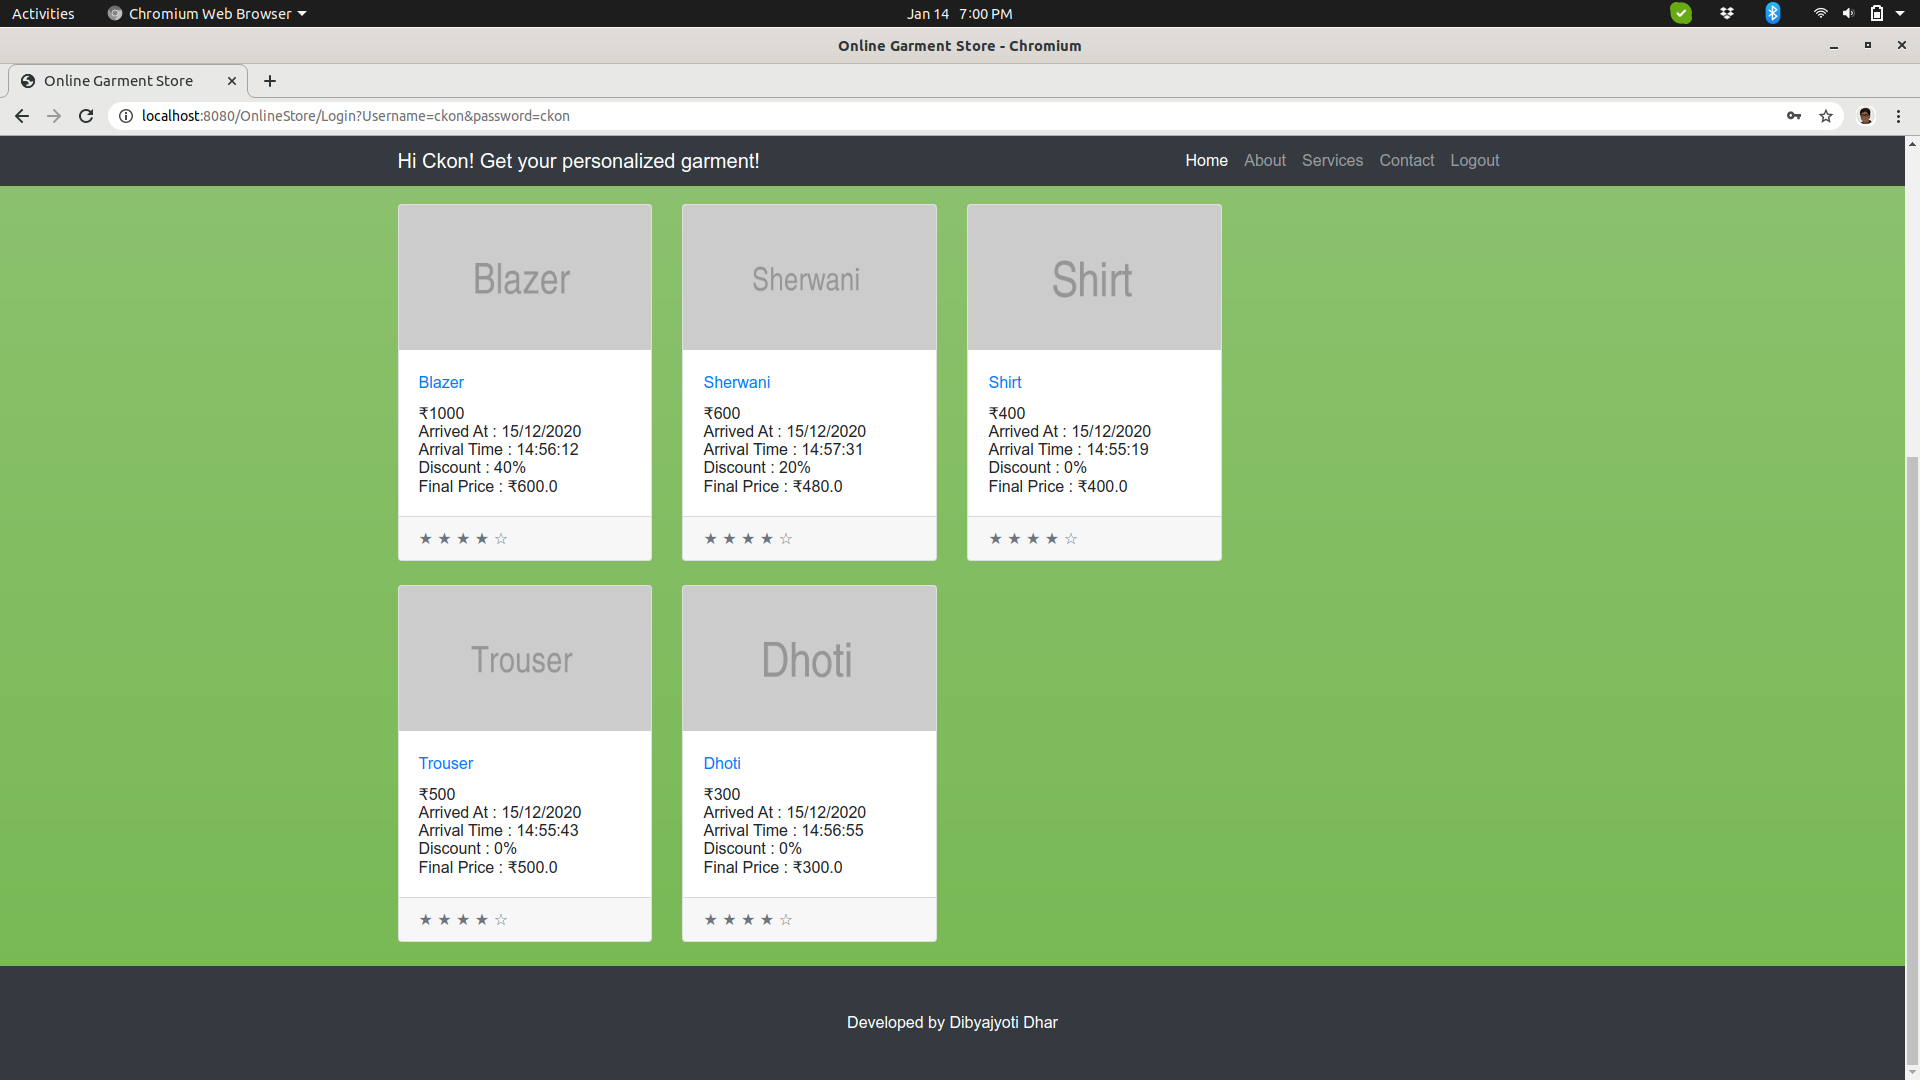 Activities Chromium Web Browser Jan 14 7:00 PM
Online Garment Store - Chromium
Online Garment Store
localhost:8080/OnlineStore/Login?Username=ckon&password=ckon
Hi Ckon! Get your personalized garment! Home About Services Contact Logout
Blazer
Blazer
₹1000
Arrived At : 15/12/2020
Arrival Time : 14:56:12
Discount : 40%
Final Price : ₹600.0
★ ★ ★ ★ ☆
Sherwani
Sherwani
₹600
Arrived At : 15/12/2020
Arrival Time : 14:57:31
Discount : 20%
Final Price : ₹480.0
★ ★ ★ ★ ☆
Shirt
Shirt
₹400
Arrived At : 15/12/2020
Arrival Time : 14:55:19
Discount : 0%
Final Price : ₹400.0
★ ★ ★ ★ ☆
Trouser
Trouser
₹500
Arrived At : 15/12/2020
Arrival Time : 14:55:43
Discount : 0%
Final Price : ₹500.0
★ ★ ★ ★ ☆
Dhoti
Dhoti
₹300
Arrived At : 15/12/2020
Arrival Time : 14:56:55
Discount : 0%
Final Price : ₹300.0
★ ★ ★ ★ ☆
Developed by Dibyajyoti Dhar